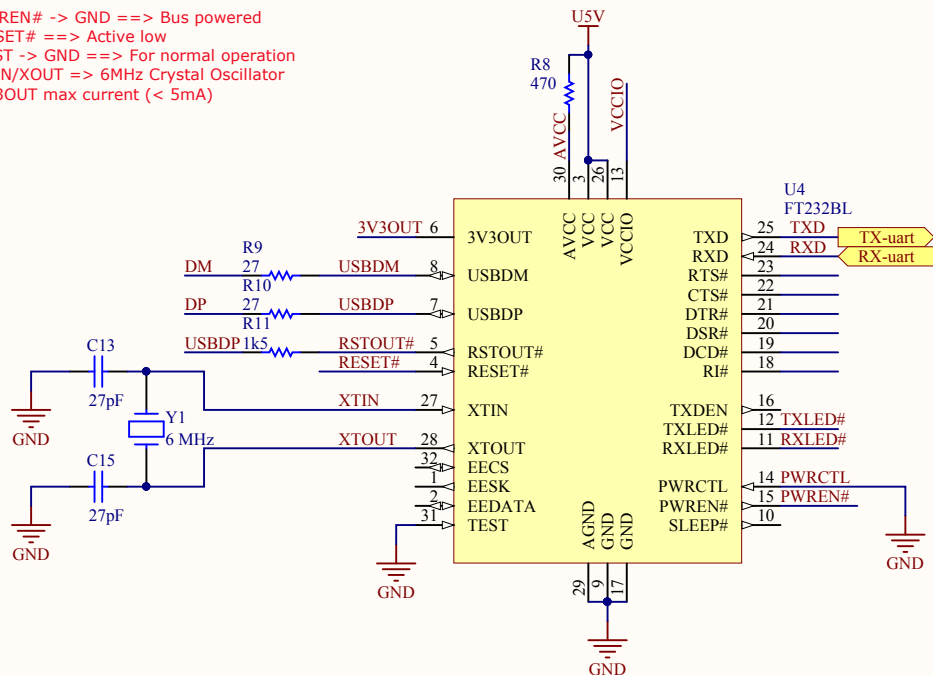 REN# -> GND ==> Bus powered
SET# ==> Active low
ST -> GND ==> For normal operation
N/XOUT => 6MHz Crystal Oscillator
OUT max current (< 5mA)
U5V
R8
470
AVCC
VCCIO
30
3
26
13
U4
FT232BL
AVCC
VCC
VCC
VCCIO
3V3OUT 6 3V3OUT
TXD 25 TXD TX-uart
RXD 24 RXD RX-uart
R9
DM 27 USBDM 8 USBDM
RTS# 23
CTS# 22
R10
DP 27 USBDP 7 USBDP
DTR# 21
DSR# 20
R11
USBDP 1k5 RSTOUT# 5 RSTOUT#
DCD# 19
RESET# 4 RESET#
RI# 18
C13
27pF
GND
XTIN 27 XTIN
TXDEN 16
Y1
6 MHz
TXLED# 12 TXLED#
XTOUT 28 XTOUT
RXLED# 11 RXLED#
C15
27pF
GND
32 EECS
1 EESK
PWRCTL 14 PWRCTL
2 EEDATA
PWREN# 15 PWREN#
31 TEST
SLEEP# 10
GND
GND
AGND
GND
GND
29
9
17
GND